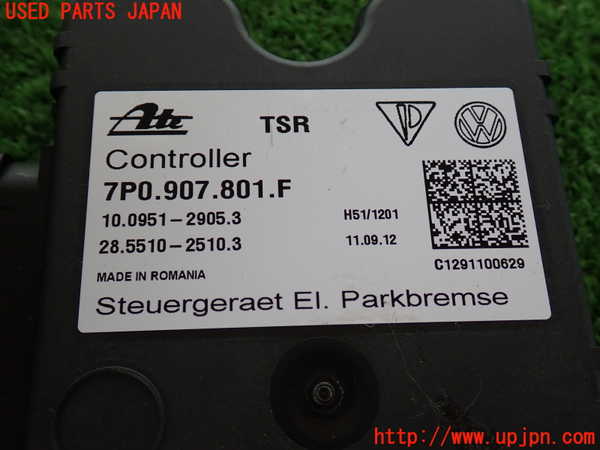 USED PARTS JAPAN
Ate TSR
Controller
7P0.907.801.F
10.0951-2905.3 H51/1201
28.5510-2510.3 11.09.12
C1291100629
MADE IN ROMANIA
Steuergeraet El. Parkbremse
http://www.upjpn.com/